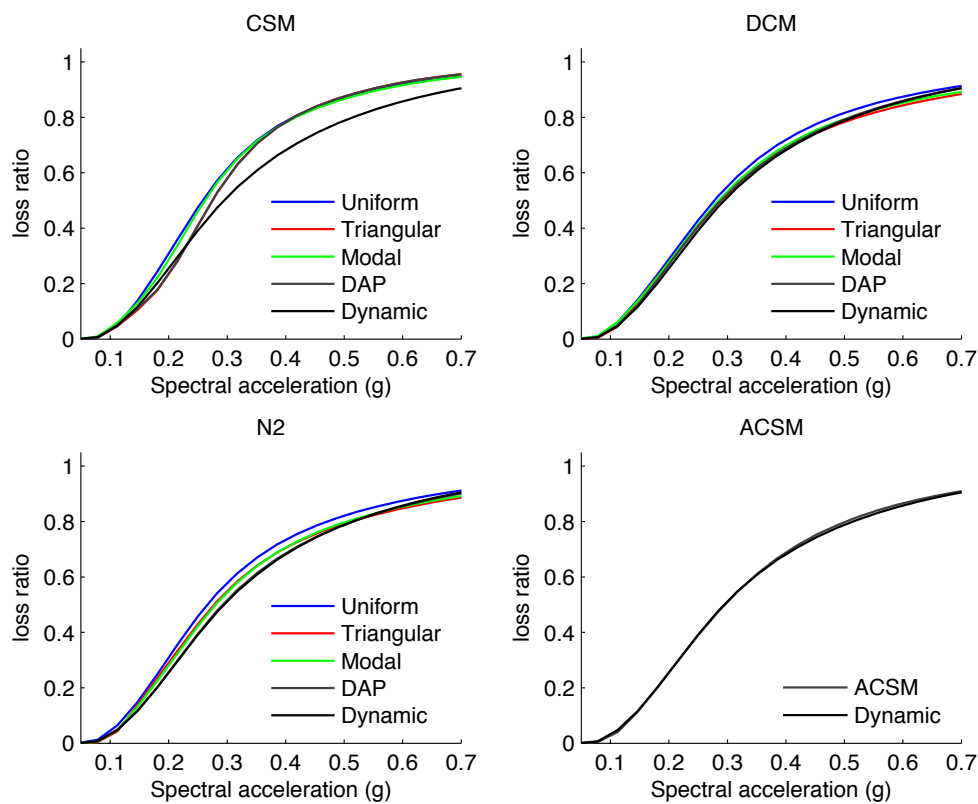 CSM
1
0.8
0.6
0.4
0.2
0
loss ratio
Uniform
Triangular
Modal
DAP
Dynamic
0.1 0.2 0.3 0.4 0.5 0.6 0.7
Spectral acceleration (g)
DCM
1
0.8
0.6
0.4
0.2
0
loss ratio
Uniform
Triangular
Modal
DAP
Dynamic
0.1 0.2 0.3 0.4 0.5 0.6 0.7
Spectral acceleration (g)
N2
1
0.8
0.6
0.4
0.2
0
loss ratio
Uniform
Triangular
Modal
DAP
Dynamic
0.1 0.2 0.3 0.4 0.5 0.6 0.7
Spectral acceleration (g)
ACSM
1
0.8
0.6
0.4
0.2
0
loss ratio
ACSM
Dynamic
0.1 0.2 0.3 0.4 0.5 0.6 0.7
Spectral acceleration (g)